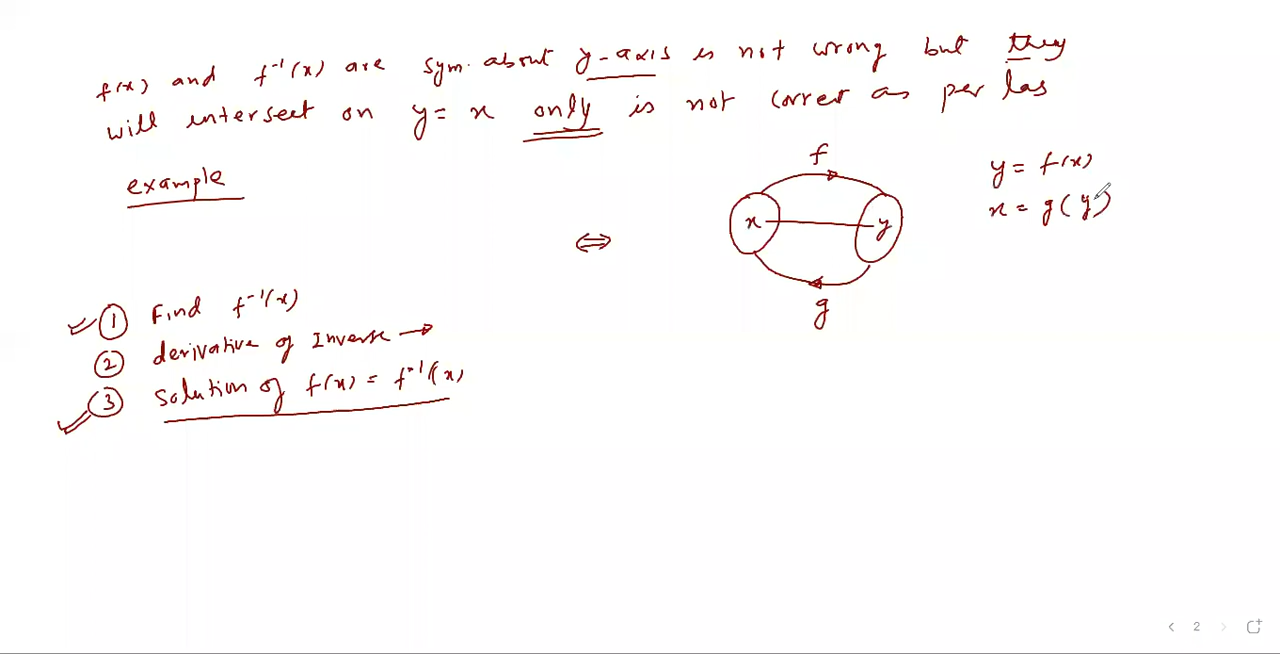 f(x) and f⁻¹(x) are sym. about y-axis is not wrong but they
will intersect on y = x only is not correct as per las
example
f
y = f(x)
x = g(y)
x
y
⇔
g
① Find f⁻¹(x)
② derivative of Inverse →
③ Solution of f(x) = f⁻¹(x)
2